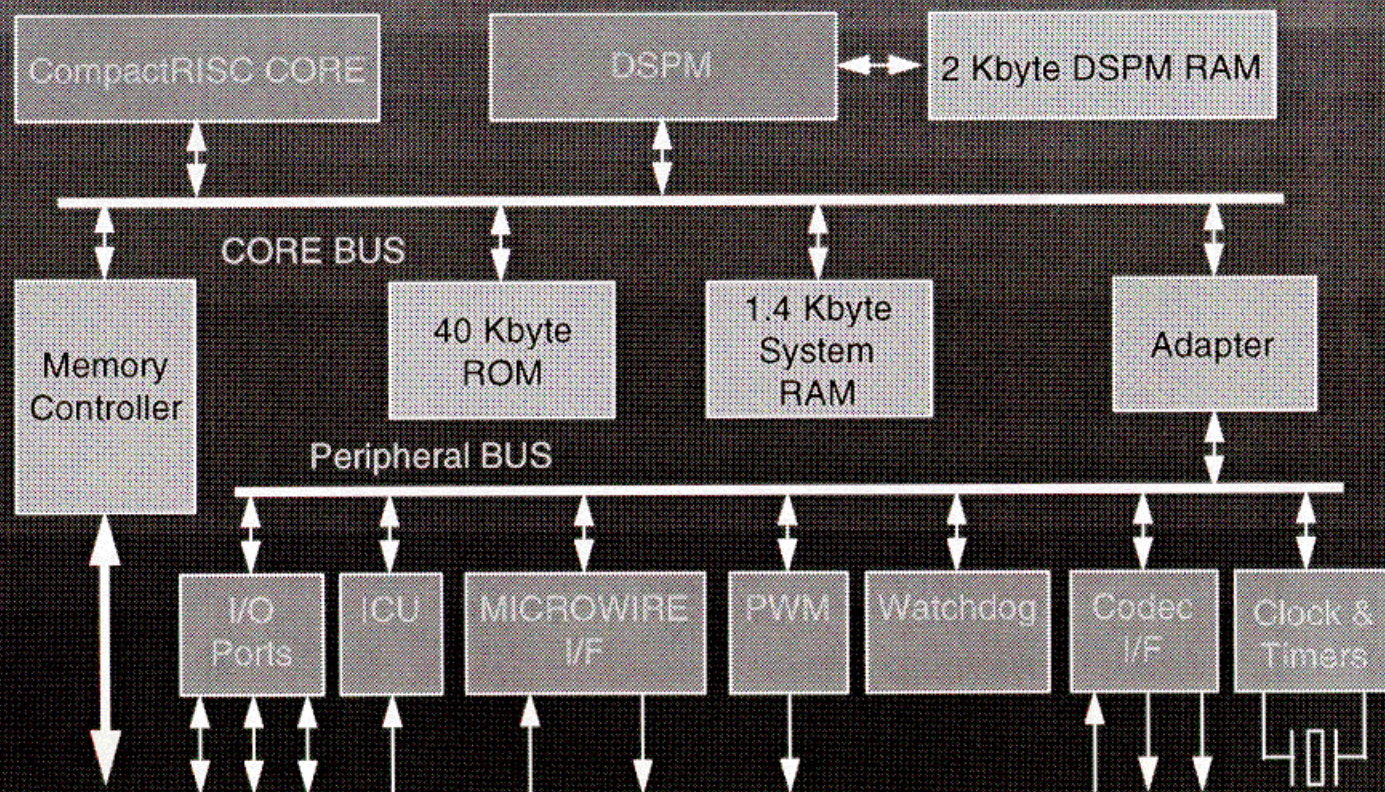 CompactRISC CORE
DSPM
2 Kbyte DSPM RAM
CORE BUS
Memory
Controller
40 Kbyte
ROM
1.4 Kbyte
System
RAM
Adapter
Peripheral BUS
I/O
Ports
ICU
MICROWIRE
I/F
PWM
Watchdog
Codec
I/F
Clock &
Timers